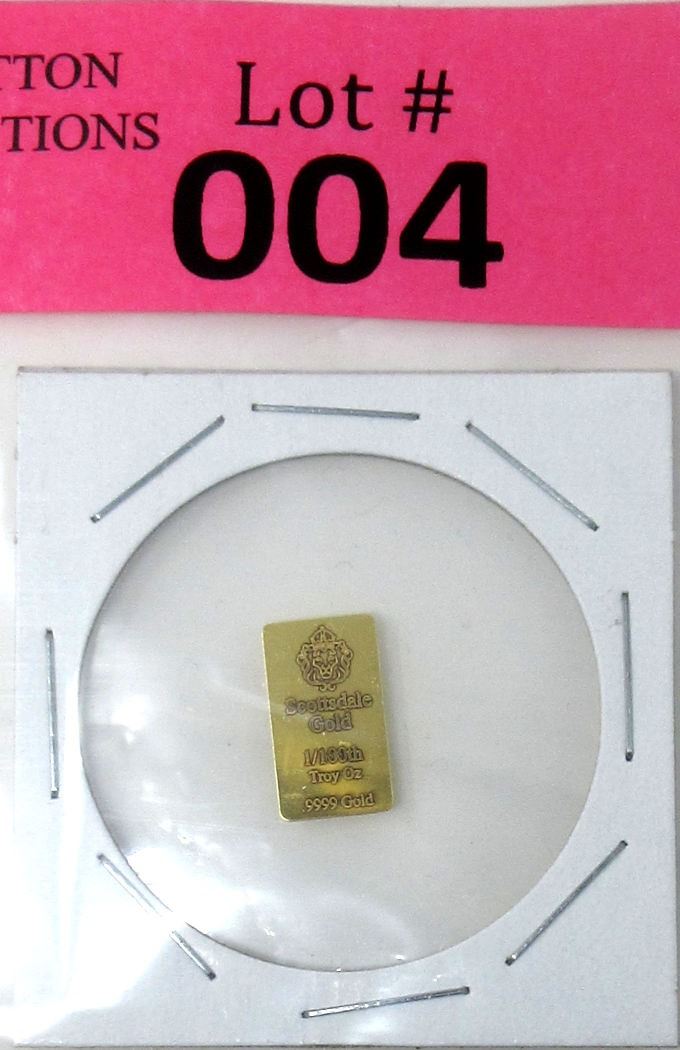 TTON
TIONS
Lot #
004
Scottsdale
Gold
1/100th
Troy Oz
.9999 Gold